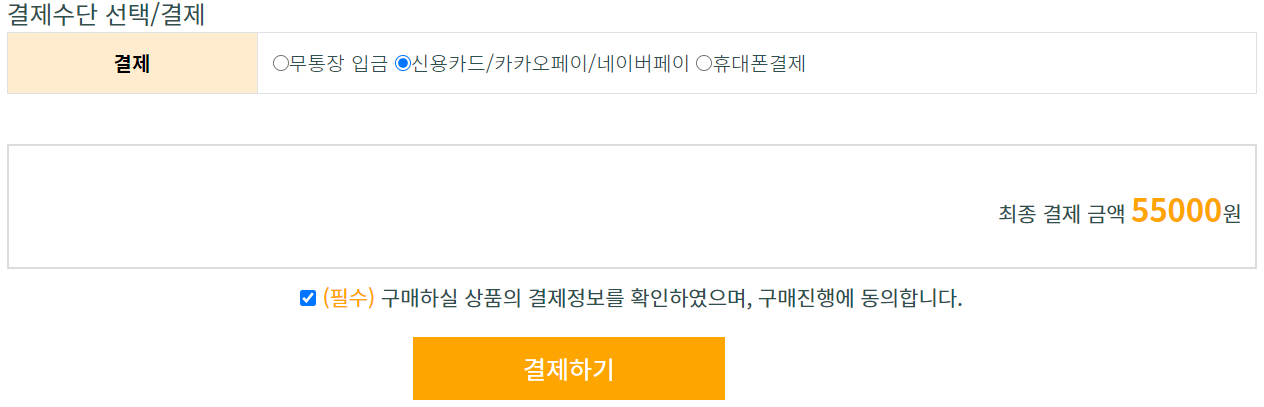 결제수단 선택/결제
결제 무통장 입금 신용카드/카카오페이/네이버페이 휴대폰결제
최종 결제 금액 55000원
(필수) 구매하실 상품의 결제정보를 확인하였으며, 구매진행에 동의합니다.
결제하기